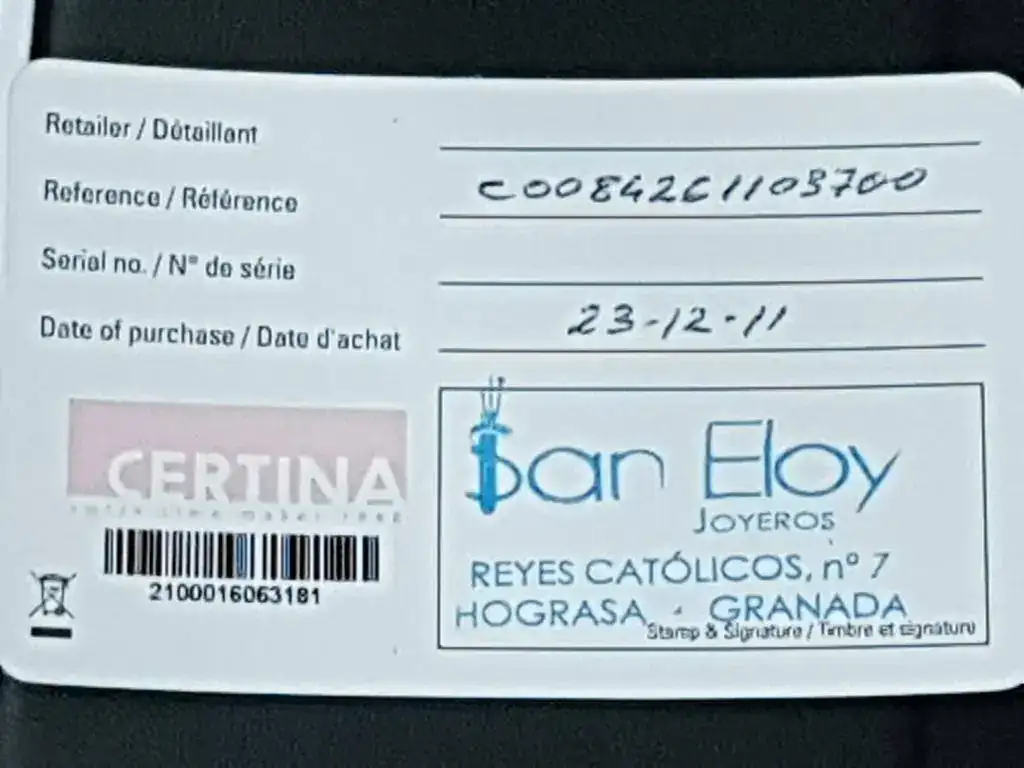 Retailer / Détaillant
Reference / Référence C0084261103700
Serial no. / N° de série
Date of purchase / Date d'achat 23-12-11
CERTINA
2100016063181
San Eloy
JOYEROS
REYES CATÓLICOS, nº 7
HOGRASA · GRANADA
Stamp & Signature / Timbre et signature